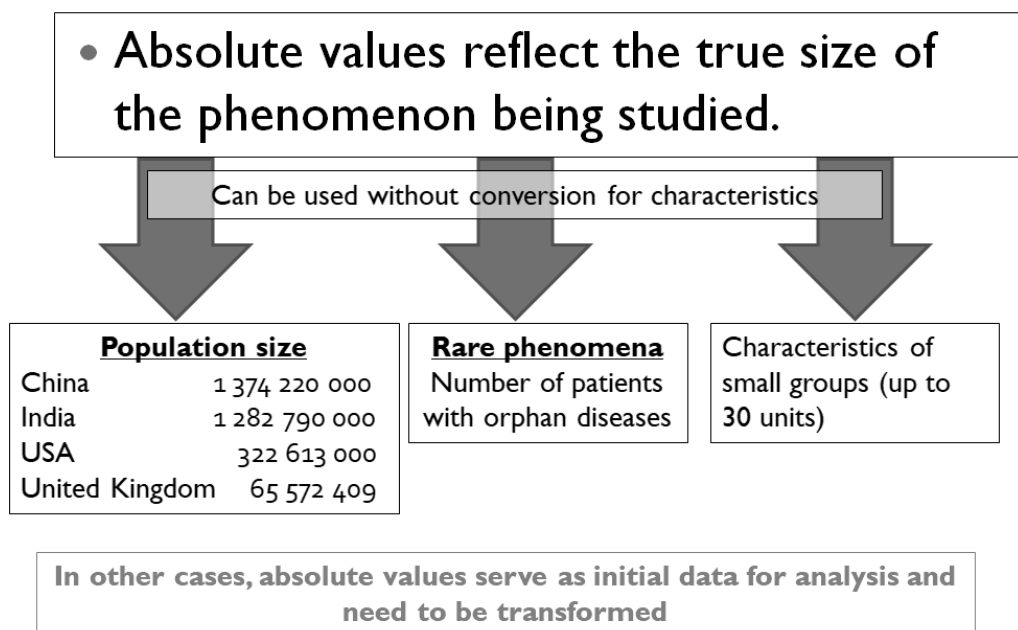 • Absolute values reflect the true size of
the phenomenon being studied.
Can be used without conversion for characteristics
Population size
China 1 374 220 000
India 1 282 790 000
USA 322 613 000
United Kingdom 65 572 409
Rare phenomena
Number of patients
with orphan diseases
Characteristics of
small groups (up to
30 units)
In other cases, absolute values serve as initial data for analysis and
need to be transformed